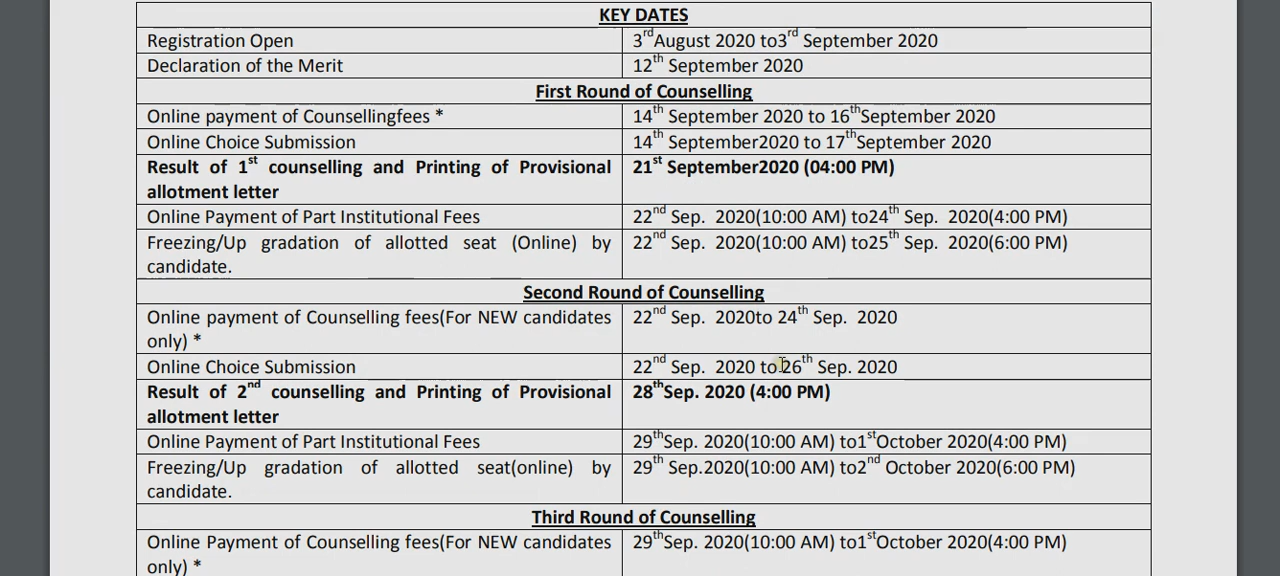 KEY DATES
Registration Open 3rdAugust 2020 to3rd September 2020
Declaration of the Merit 12th September 2020
First Round of Counselling
Online payment of Counsellingfees * 14th September 2020 to 16thSeptember 2020
Online Choice Submission 14th September2020 to 17thSeptember 2020
Result of 1st counselling and Printing of Provisional 21st September2020 (04:00 PM)
allotment letter
Online Payment of Part Institutional Fees 22nd Sep. 2020(10:00 AM) to24th Sep. 2020(4:00 PM)
Freezing/Up gradation of allotted seat (Online) by 22nd Sep. 2020(10:00 AM) to25th Sep. 2020(6:00 PM)
candidate.
Second Round of Counselling
Online payment of Counselling fees(For NEW candidates 22nd Sep. 2020to 24th Sep. 2020
only) *
Online Choice Submission 22nd Sep. 2020 to 26th Sep. 2020
Result of 2nd counselling and Printing of Provisional 28thSep. 2020 (4:00 PM)
allotment letter
Online Payment of Part Institutional Fees 29thSep. 2020(10:00 AM) to1stOctober 2020(4:00 PM)
Freezing/Up gradation of allotted seat(online) by 29th Sep.2020(10:00 AM) to2nd October 2020(6:00 PM)
candidate.
Third Round of Counselling
Online Payment of Counselling fees(For NEW candidates 29thSep. 2020(10:00 AM) to1stOctober 2020(4:00 PM)
only) *